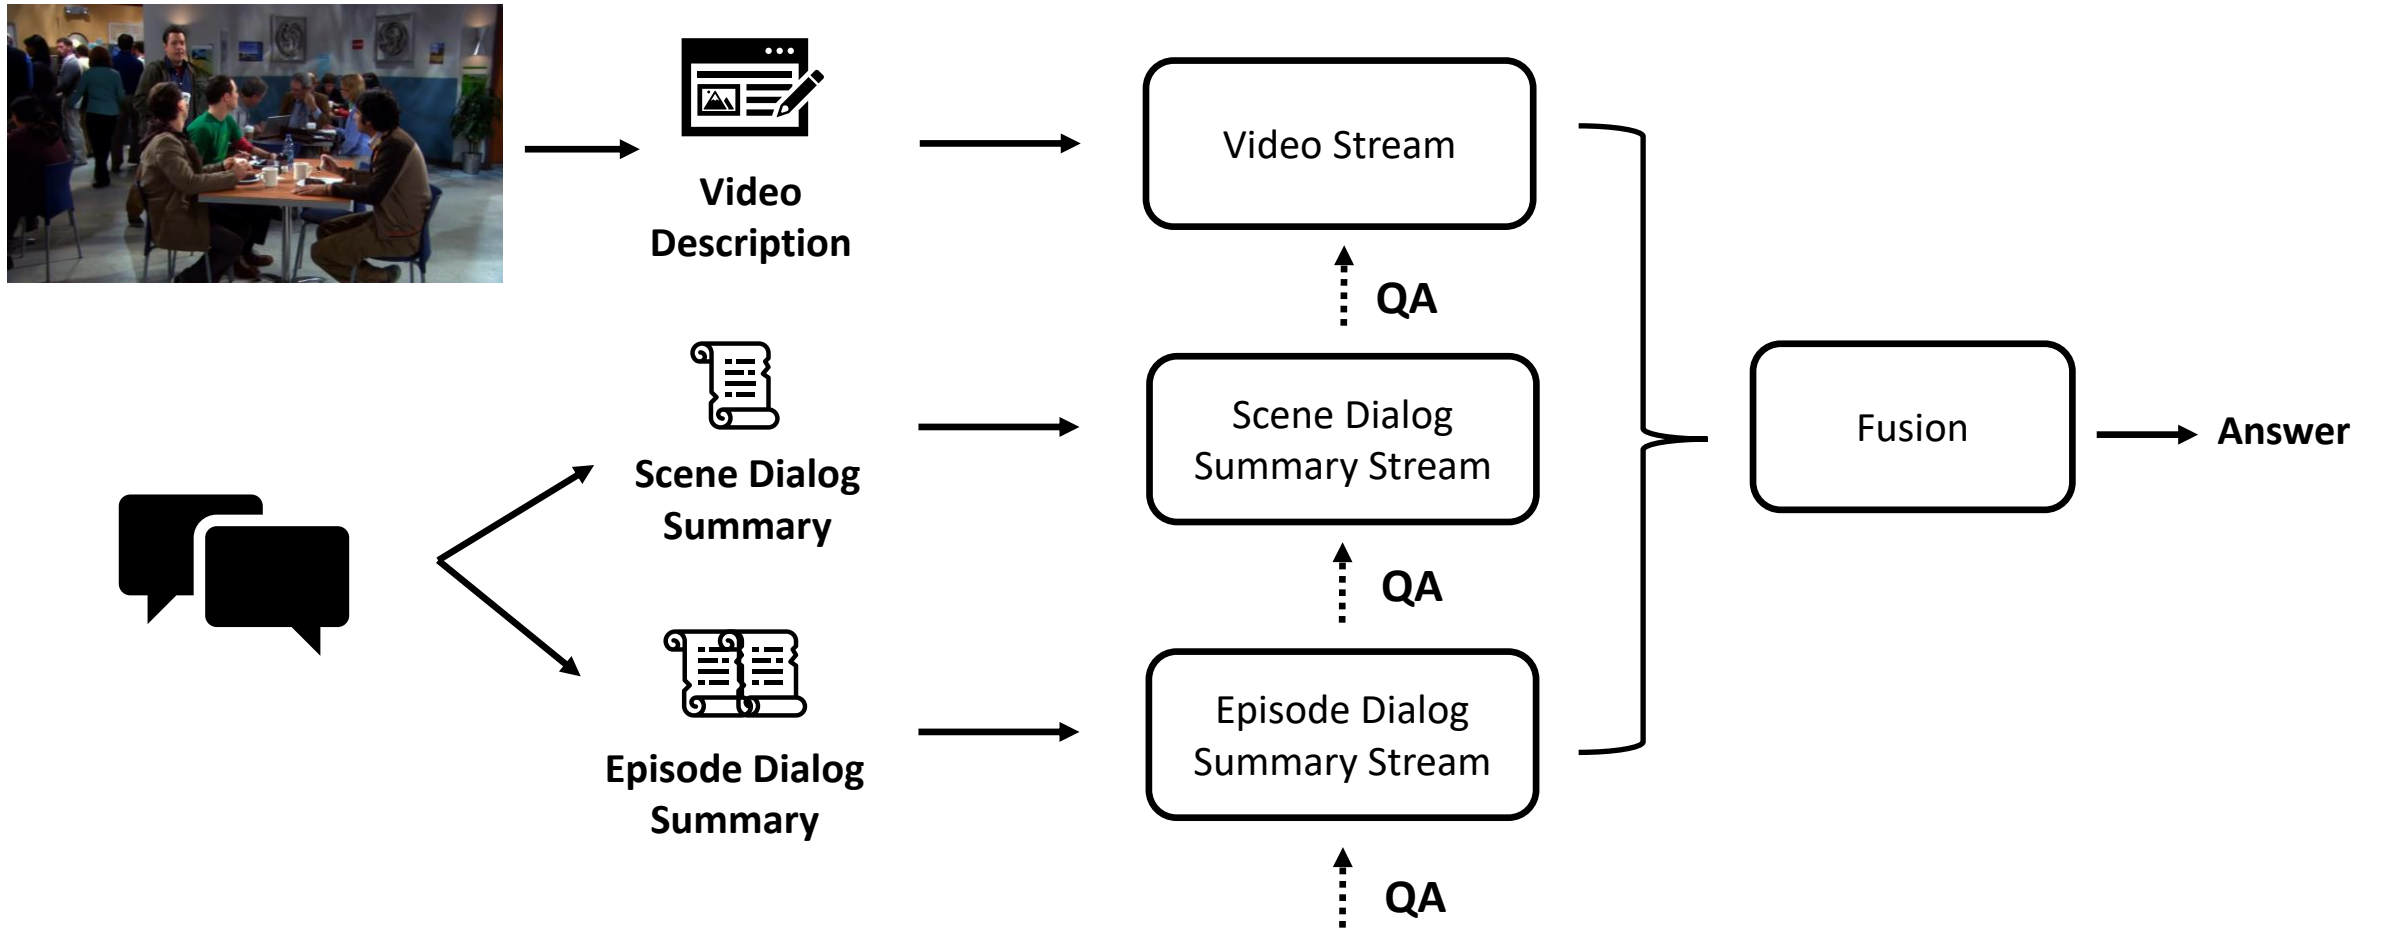 Video
Description
Video Stream
QA
Scene Dialog
Summary
Scene Dialog
Summary Stream
Fusion
Answer
QA
Episode Dialog
Summary
Episode Dialog
Summary Stream
QA